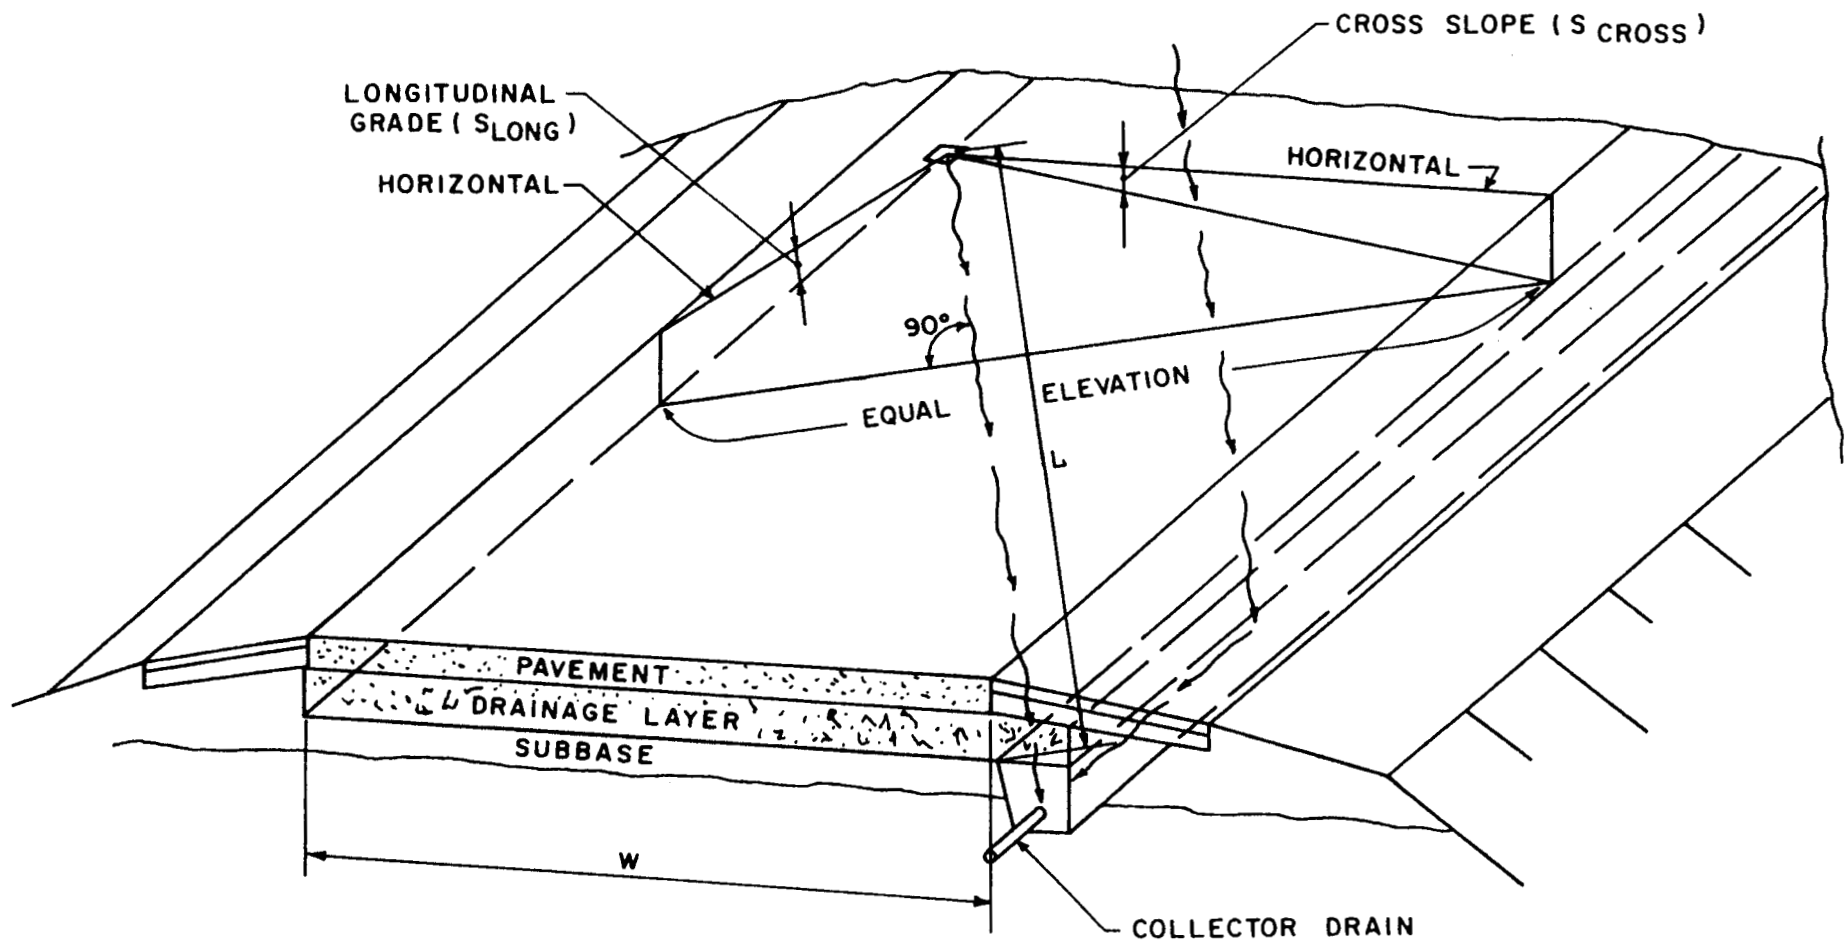 CROSS SLOPE (S CROSS)
LONGITUDINAL
GRADE (SLONG)
HORIZONTAL
HORIZONTAL
90°
EQUAL ELEVATION
L
PAVEMENT
DRAINAGE LAYER
SUBBASE
W
COLLECTOR DRAIN